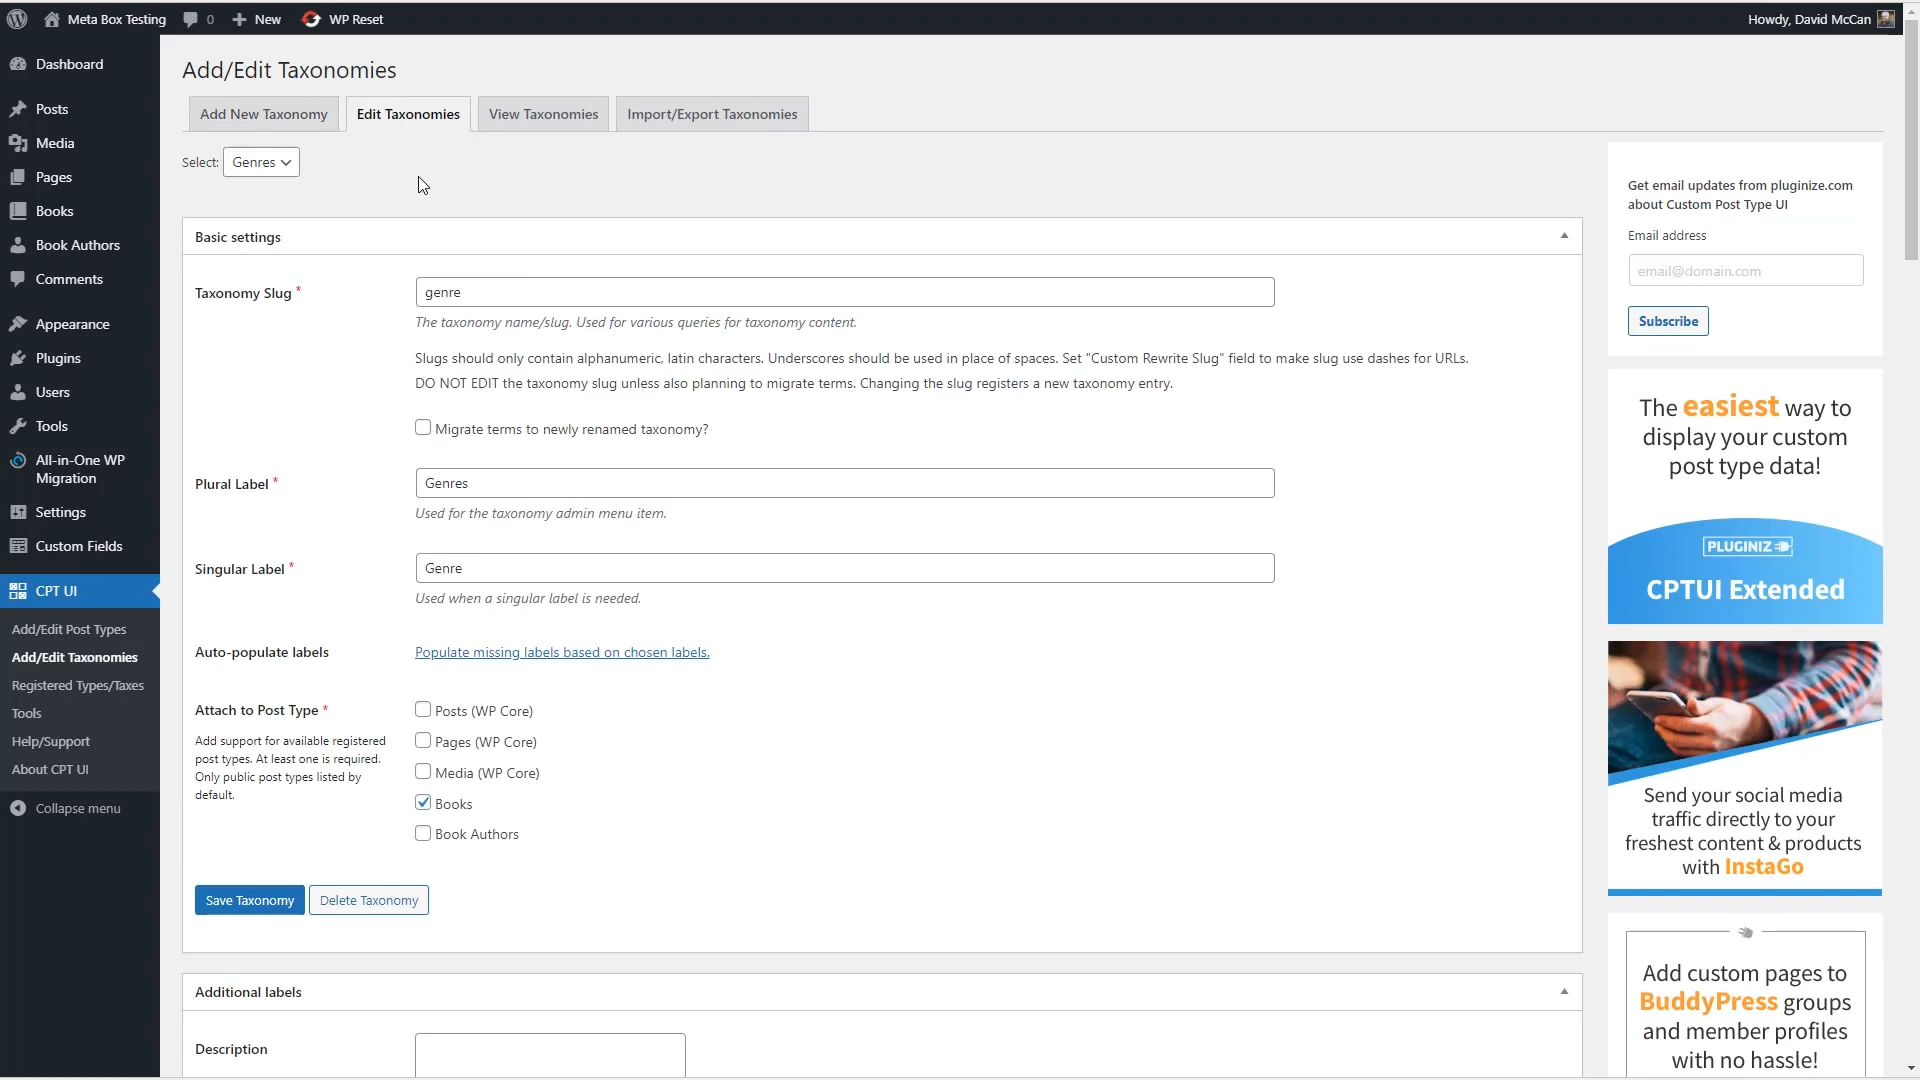 Meta Box Testing
0
New
WP Reset
Howdy, David McCan
Dashboard
Posts
Media
Pages
Books
Book Authors
Comments
Appearance
Plugins
Users
Tools
All-in-One WP
Migration
Settings
Custom Fields
CPT UI
Add/Edit Post Types
Add/Edit Taxonomies
Registered Types/Taxes
Tools
Help/Support
About CPT UI
Collapse menu
Add/Edit Taxonomies
Add New Taxonomy
Edit Taxonomies
View Taxonomies
Import/Export Taxonomies
Select: Genres
Basic settings
Taxonomy Slug *
genre
The taxonomy name/slug. Used for various queries for taxonomy content.
Slugs should only contain alphanumeric, latin characters. Underscores should be used in place of spaces. Set "Custom Rewrite Slug" field to make slug use dashes for URLs.
DO NOT EDIT the taxonomy slug unless also planning to migrate terms. Changing the slug registers a new taxonomy entry.
Migrate terms to newly renamed taxonomy?
Plural Label *
Genres
Used for the taxonomy admin menu item.
Singular Label *
Genre
Used when a singular label is needed.
Auto-populate labels
Populate missing labels based on chosen labels.
Attach to Post Type *
Add support for available registered
post types. At least one is required.
Only public post types listed by
default.
Posts (WP Core)
Pages (WP Core)
Media (WP Core)
Books
Book Authors
Save Taxonomy
Delete Taxonomy
Additional labels
Description
Get email updates from pluginize.com
about Custom Post Type UI
Email address
email@domain.com
Subscribe
The easiest way to
display your custom
post type data!
PLUGINIZ
CPTUI Extended
Send your social media
traffic directly to your
freshest content & products
with InstaGo
Add custom pages to
BuddyPress groups
and member profiles
with no hassle!